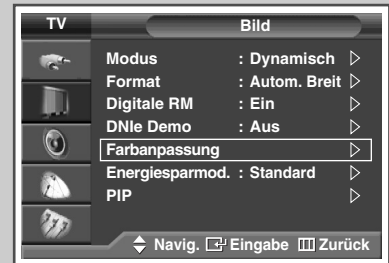 TV Bild
Modus : Dynamisch
Format : Autom. Breit
Digitale RM : Ein
DNIe Demo : Aus
Farbanpassung
Energiesparmod. : Standard
PIP
Navig. Eingabe Zurück